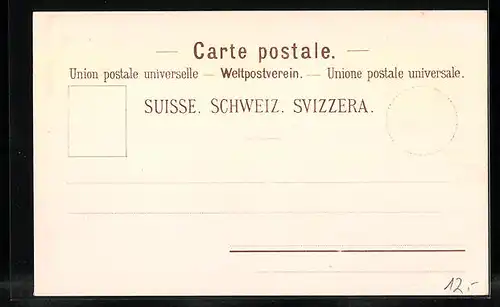 — Carte postale. —
Union postale universelle — Weltpostverein. — Unione postale universale.
SUISSE. SCHWEIZ. SVIZZERA.
12.-